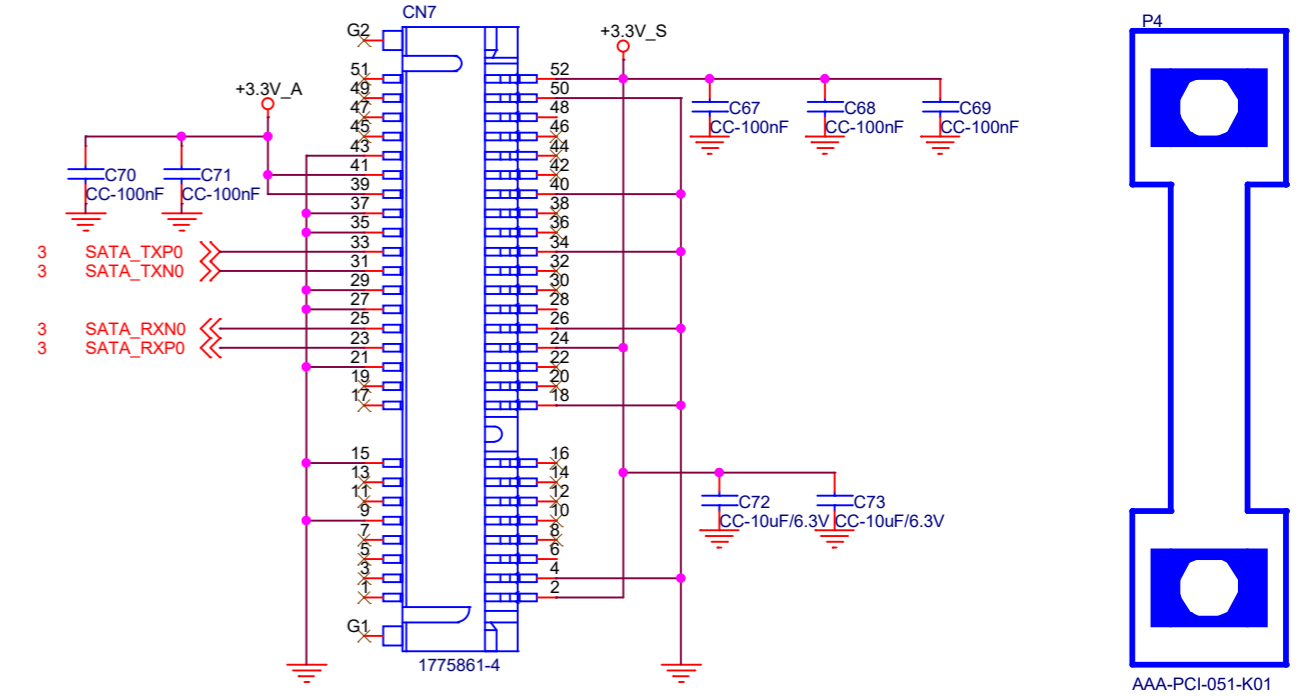 CN7
P4
G2
+3.3V_S
51
52
49
50
+3.3V_A
47
48
C67
C68
C69
45
46
CC-100nF
CC-100nF
CC-100nF
43
44
41
42
C70
C71
39
40
CC-100nF
CC-100nF
37
38
35
36
3 SATA_TXP0
33
34
3 SATA_TXN0
31
32
29
30
27
28
3 SATA_RXN0
25
26
3 SATA_RXP0
23
24
21
22
19
20
17
18
15
16
13
14
11
12
C72
C73
9
10
CC-10uF/6.3V
CC-10uF/6.3V
7
8
5
6
3
4
1
2
G1
1775861-4
AAA-PCI-051-K01